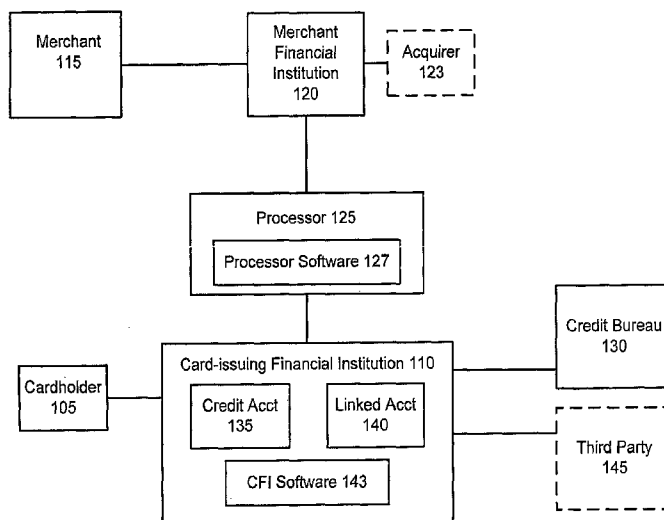 Merchant
115
Merchant
Financial
Institution
120
Acquirer
123
Processor 125
Processor Software 127
Card-issuing Financial Institution 110
Credit Acct
135
Linked Acct
140
CFI Software 143
Cardholder
105
Credit Bureau
130
Third Party
145